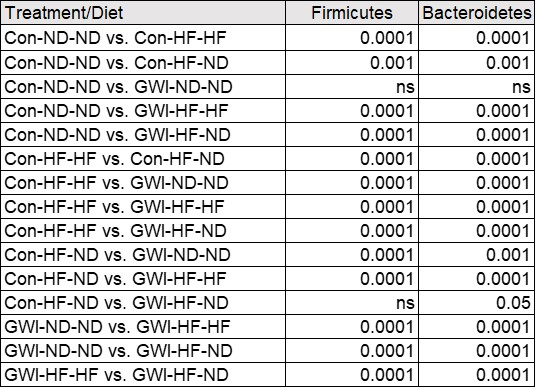 Treatment/Diet Firmicutes Bacteroidetes
Con-ND-ND vs. Con-HF-HF 0.0001 0.0001
Con-ND-ND vs. Con-HF-ND 0.001 0.001
Con-ND-ND vs. GWI-ND-ND ns ns
Con-ND-ND vs. GWI-HF-HF 0.0001 0.0001
Con-ND-ND vs. GWI-HF-ND 0.0001 0.0001
Con-HF-HF vs. Con-HF-ND 0.0001 0.0001
Con-HF-HF vs. GWI-ND-ND 0.0001 0.0001
Con-HF-HF vs. GWI-HF-HF 0.0001 0.0001
Con-HF-HF vs. GWI-HF-ND 0.0001 0.0001
Con-HF-ND vs. GWI-ND-ND 0.0001 0.001
Con-HF-ND vs. GWI-HF-HF 0.0001 0.0001
Con-HF-ND vs. GWI-HF-ND ns 0.05
GWI-ND-ND vs. GWI-HF-HF 0.0001 0.0001
GWI-ND-ND vs. GWI-HF-ND 0.0001 0.0001
GWI-HF-HF vs. GWI-HF-ND 0.0001 0.0001